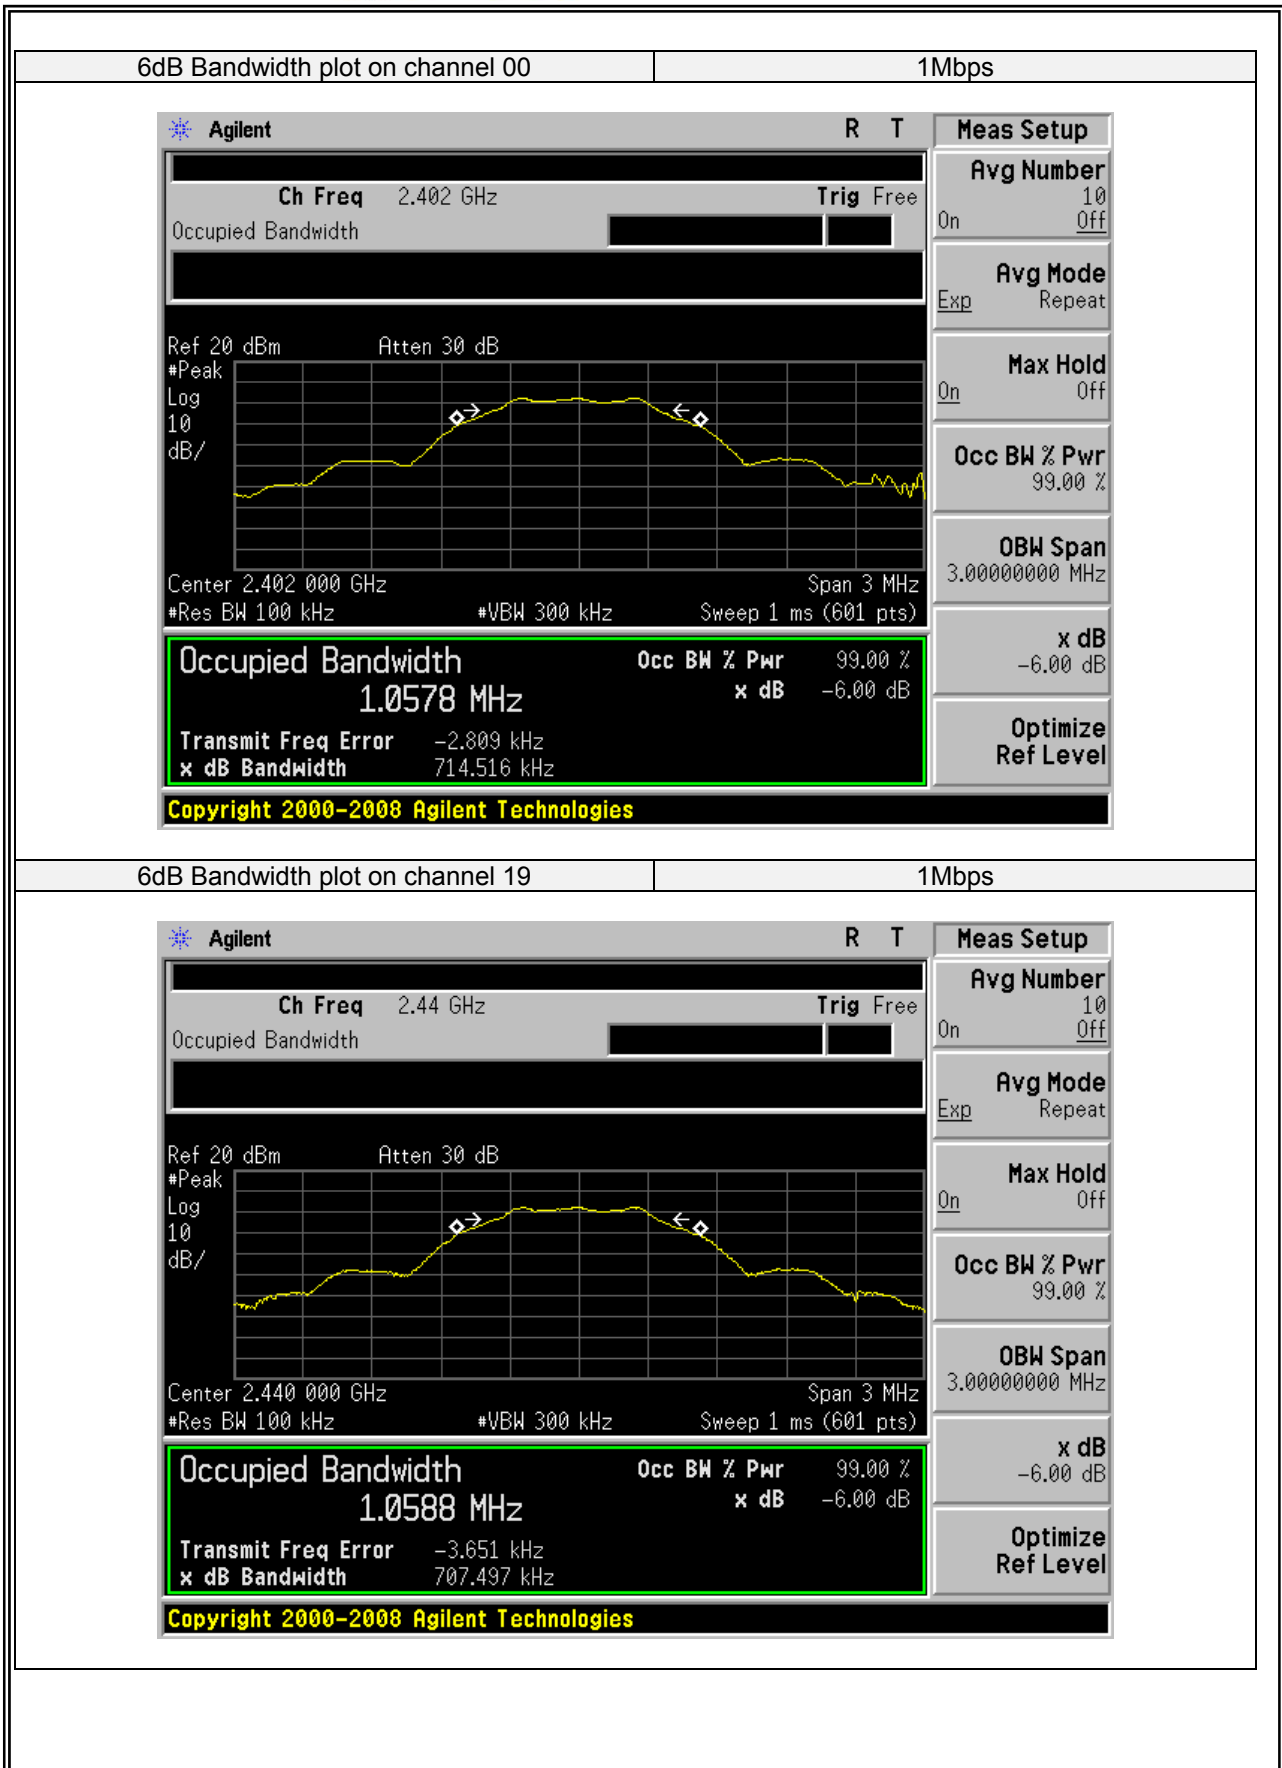 6dB Bandwidth plot on channel 00 1Mbps
Agilent R T Meas Setup
Ch Freq 2.402 GHz Trig Free
Occupied Bandwidth
Avg Number
10
On Off
Avg Mode
Exp Repeat
Max Hold
On Off
Occ BW % Pwr
99.00 %
OBW Span
3.00000000 MHz
x dB
-6.00 dB
Optimize
Ref Level
Ref 20 dBm Atten 30 dB
#Peak
Log
10
dB/
Center 2.402 000 GHz Span 3 MHz
#Res BW 100 kHz #VBW 300 kHz Sweep 1 ms (601 pts)
Occupied Bandwidth Occ BW % Pwr 99.00 %
1.0578 MHz x dB -6.00 dB
Transmit Freq Error -2.809 kHz
x dB Bandwidth 714.516 kHz
Copyright 2000-2008 Agilent Technologies
6dB Bandwidth plot on channel 19 1Mbps
Agilent R T Meas Setup
Ch Freq 2.44 GHz Trig Free
Occupied Bandwidth
Avg Number
10
On Off
Avg Mode
Exp Repeat
Max Hold
On Off
Occ BW % Pwr
99.00 %
OBW Span
3.00000000 MHz
x dB
-6.00 dB
Optimize
Ref Level
Ref 20 dBm Atten 30 dB
#Peak
Log
10
dB/
Center 2.440 000 GHz Span 3 MHz
#Res BW 100 kHz #VBW 300 kHz Sweep 1 ms (601 pts)
Occupied Bandwidth Occ BW % Pwr 99.00 %
1.0588 MHz x dB -6.00 dB
Transmit Freq Error -3.651 kHz
x dB Bandwidth 707.497 kHz
Copyright 2000-2008 Agilent Technologies